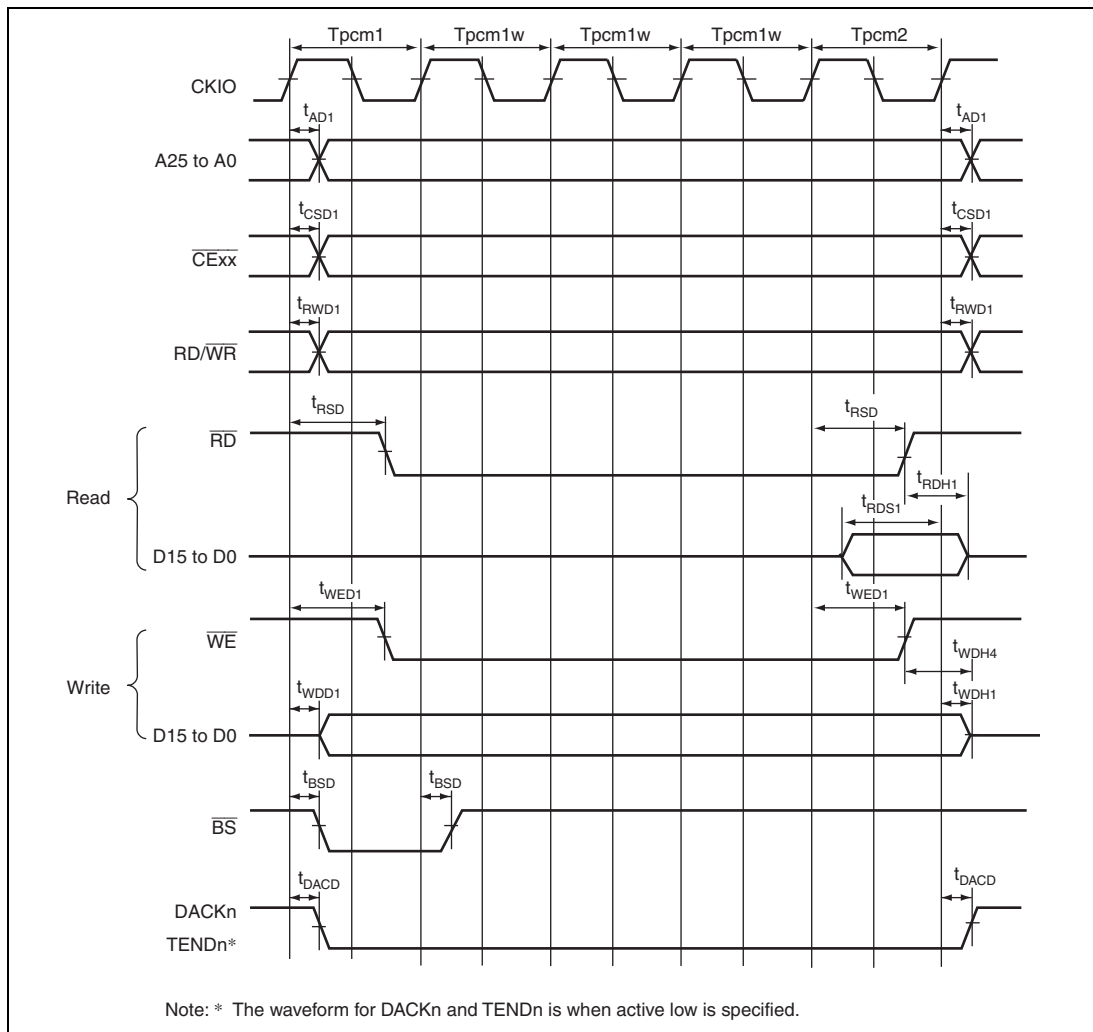 Tpcm1 Tpcm1w Tpcm1w Tpcm1w Tpcm2
CKIO
tAD1 tAD1
A25 to A0
tCSD1 tCSD1
CExx
tRWD1 tRWD1
RD/WR
tRSD tRSD
RD
tRDH1
Read
tRDS1
D15 to D0
tWED1 tWED1
WE
tWDH4
Write
tWDD1 tWDH1
D15 to D0
tBSD tBSD
BS
tDACD tDACD
DACKn
TENDn*
Note: * The waveform for DACKn and TENDn is when active low is specified.